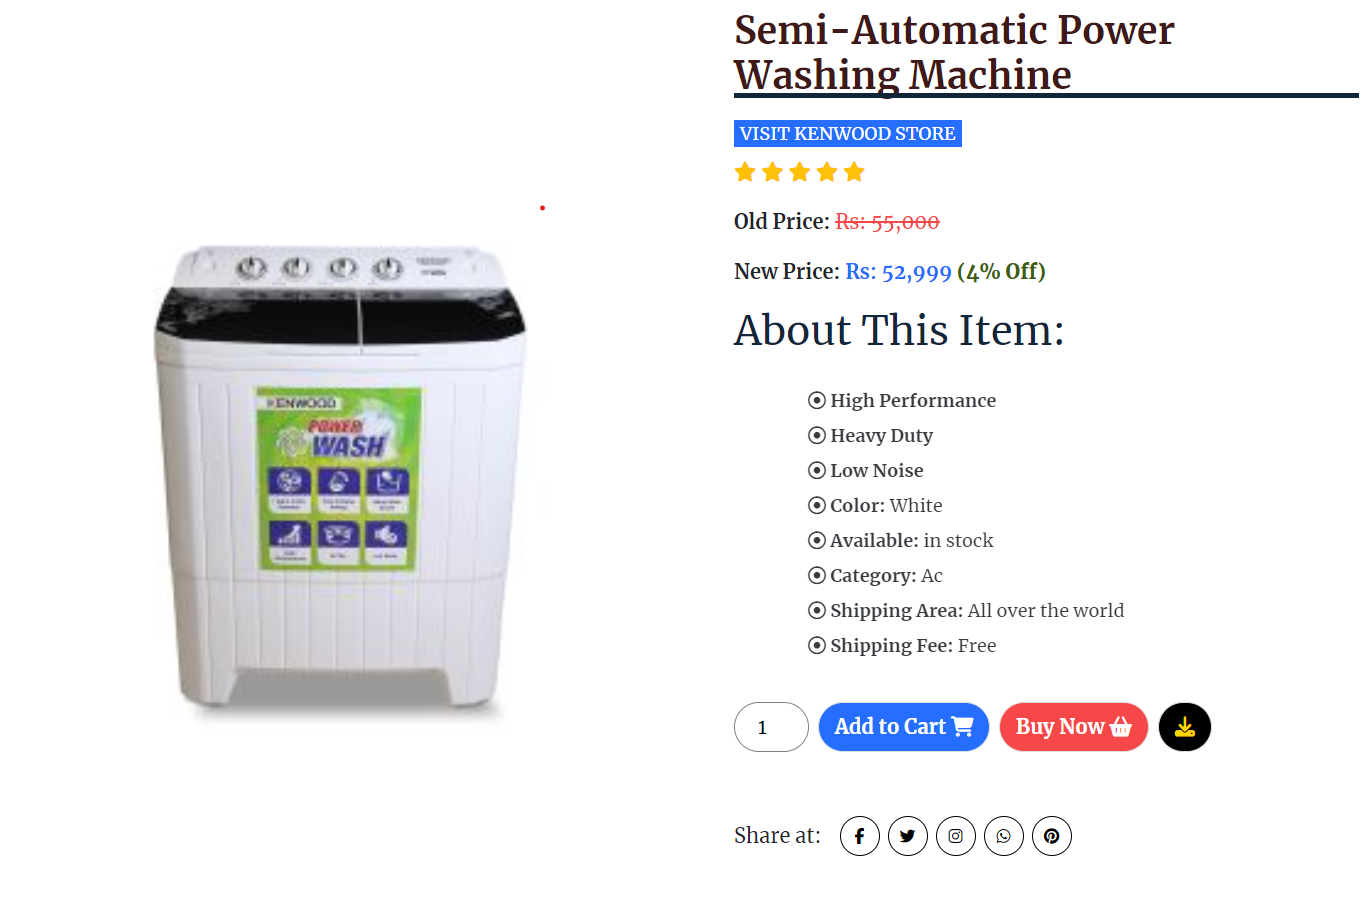 Semi-Automatic Power
Washing Machine
VISIT KENWOOD STORE
Old Price: Rs: 55,000
New Price: Rs: 52,999 (4% Off)
About This Item:
High Performance
Heavy Duty
Low Noise
Color: White
Available: in stock
Category: Ac
Shipping Area: All over the world
Shipping Fee: Free
1
Add to Cart
Buy Now
Share at:
KENWOOD
POWER
WASH